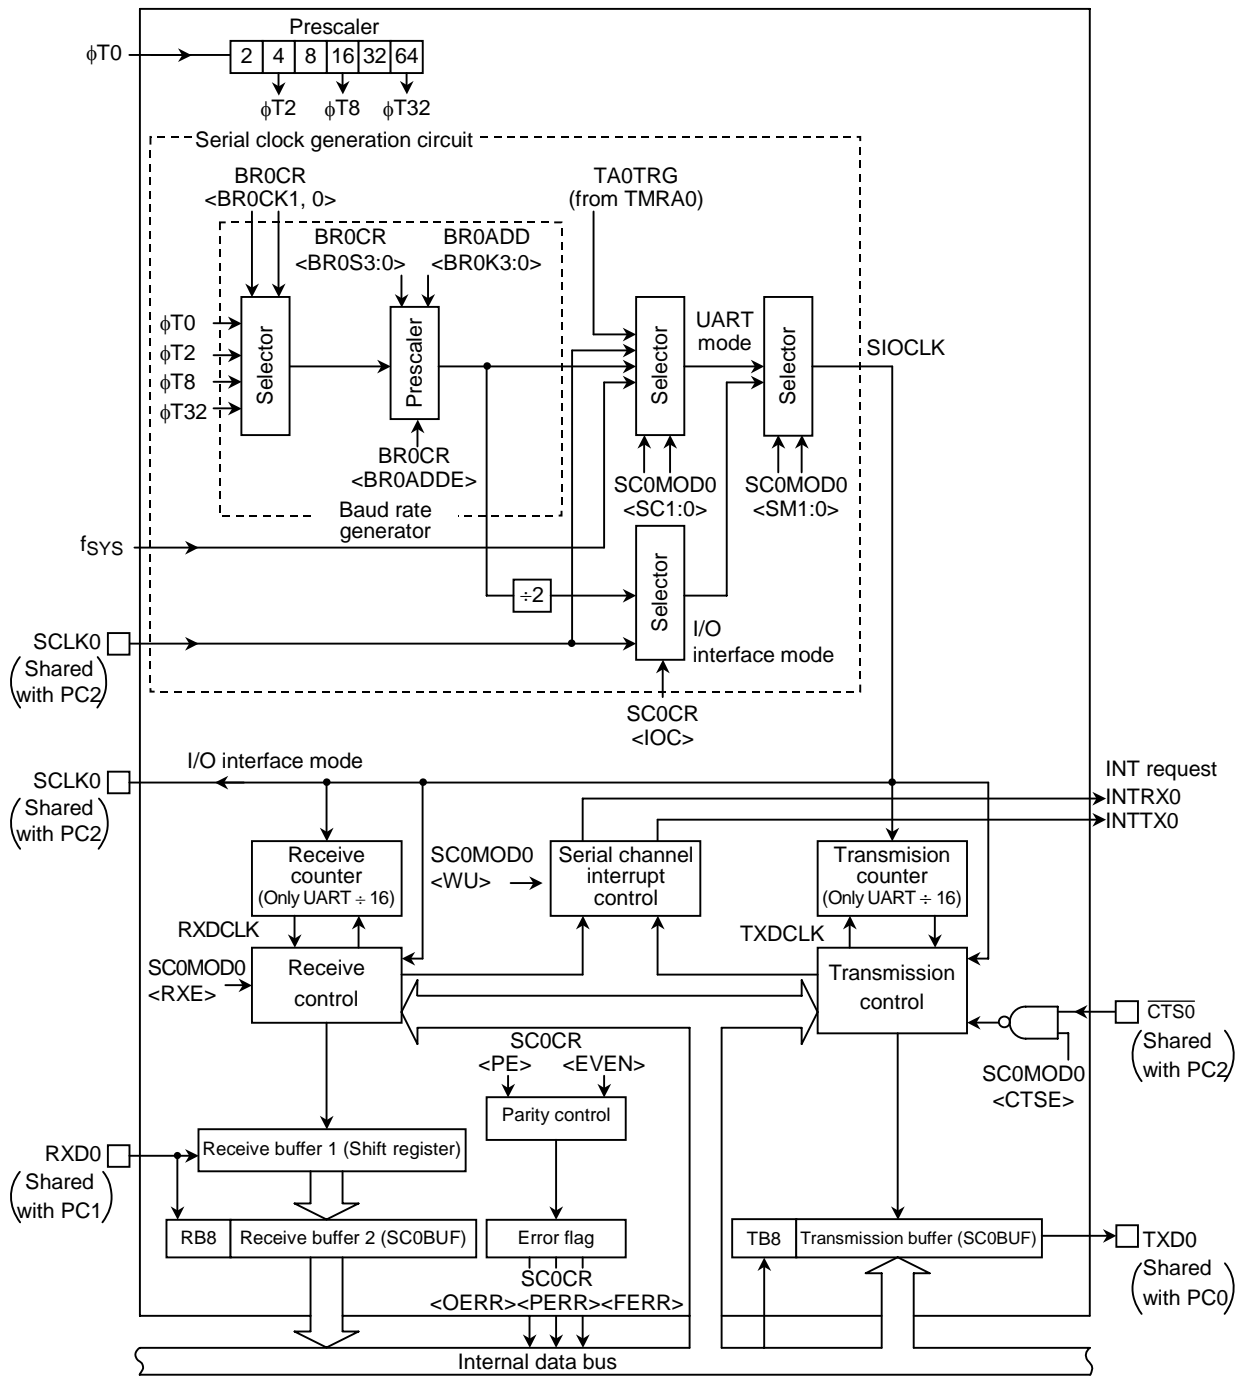 Prescaler
ϕT0
2 4 8 16 32 64
ϕT2 ϕT8 ϕT32
Serial clock generation circuit
BR0CR
<BR0CK1, 0>
TA0TRG
(from TMRA0)
BR0CR
<BR0S3:0>
BR0ADD
<BR0K3:0>
ϕT0
ϕT2
ϕT8
ϕT32
Selector
Prescaler
Selector
UART
mode
Selector
SIOCLK
BR0CR
<BR0ADDE>
SC0MOD0
<SC1:0>
SC0MOD0
<SM1:0>
Baud rate
generator
fSYS
÷2
Selector
I/O
interface mode
SCLK0
(Shared
with PC2)
SC0CR
<IOC>
I/O interface mode
SCLK0
(Shared
with PC2)
INT request
INTRX0
INTTX0
Receive
counter
(Only UART ÷ 16)
SC0MOD0
<WU>
Serial channel
interrupt
control
Transmision
counter
(Only UART ÷ 16)
RXDCLK
TXDCLK
SC0MOD0
<RXE>
Receive
control
Transmission
control
CTS0
(Shared
with PC2)
SC0MOD0
<CTSE>
SC0CR
<PE> <EVEN>
Parity control
RXD0
(Shared
with PC1)
Receive buffer 1 (Shift register)
RB8 Receive buffer 2 (SC0BUF)
Error flag
SC0CR
<OERR><PERR><FERR>
TB8 Transmission buffer (SC0BUF)
TXD0
(Shared
with PC0)
Internal data bus